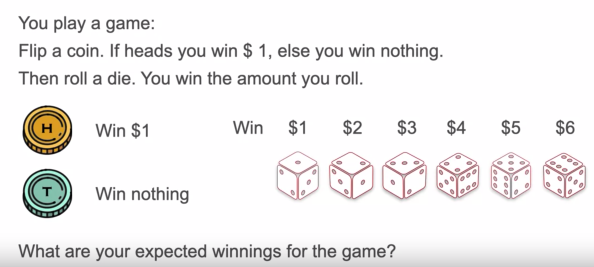 You play a game:
Flip a coin. If heads you win $ 1, else you win nothing.
Then roll a die. You win the amount you roll.
H Win $1 Win $1 $2 $3 $4 $5 $6
T Win nothing
What are your expected winnings for the game?